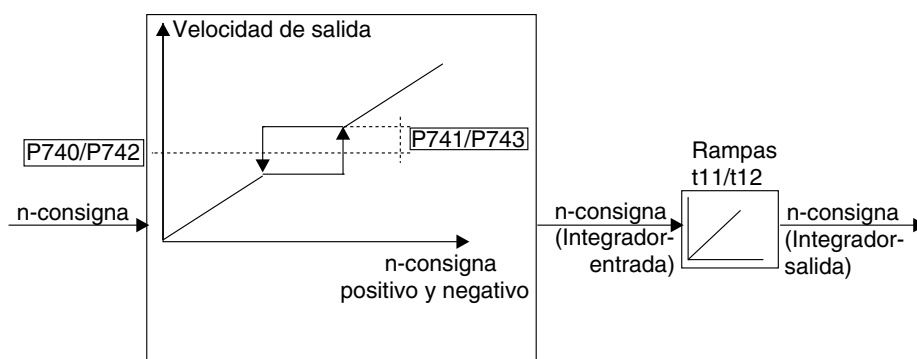 Velocidad de salida
P740/P742
P741/P743
n-consigna
n-consigna
positivo y negativo
n-consigna
(Integrador-
entrada)
Rampas
t11/t12
n-consigna
(Integrador-
salida)